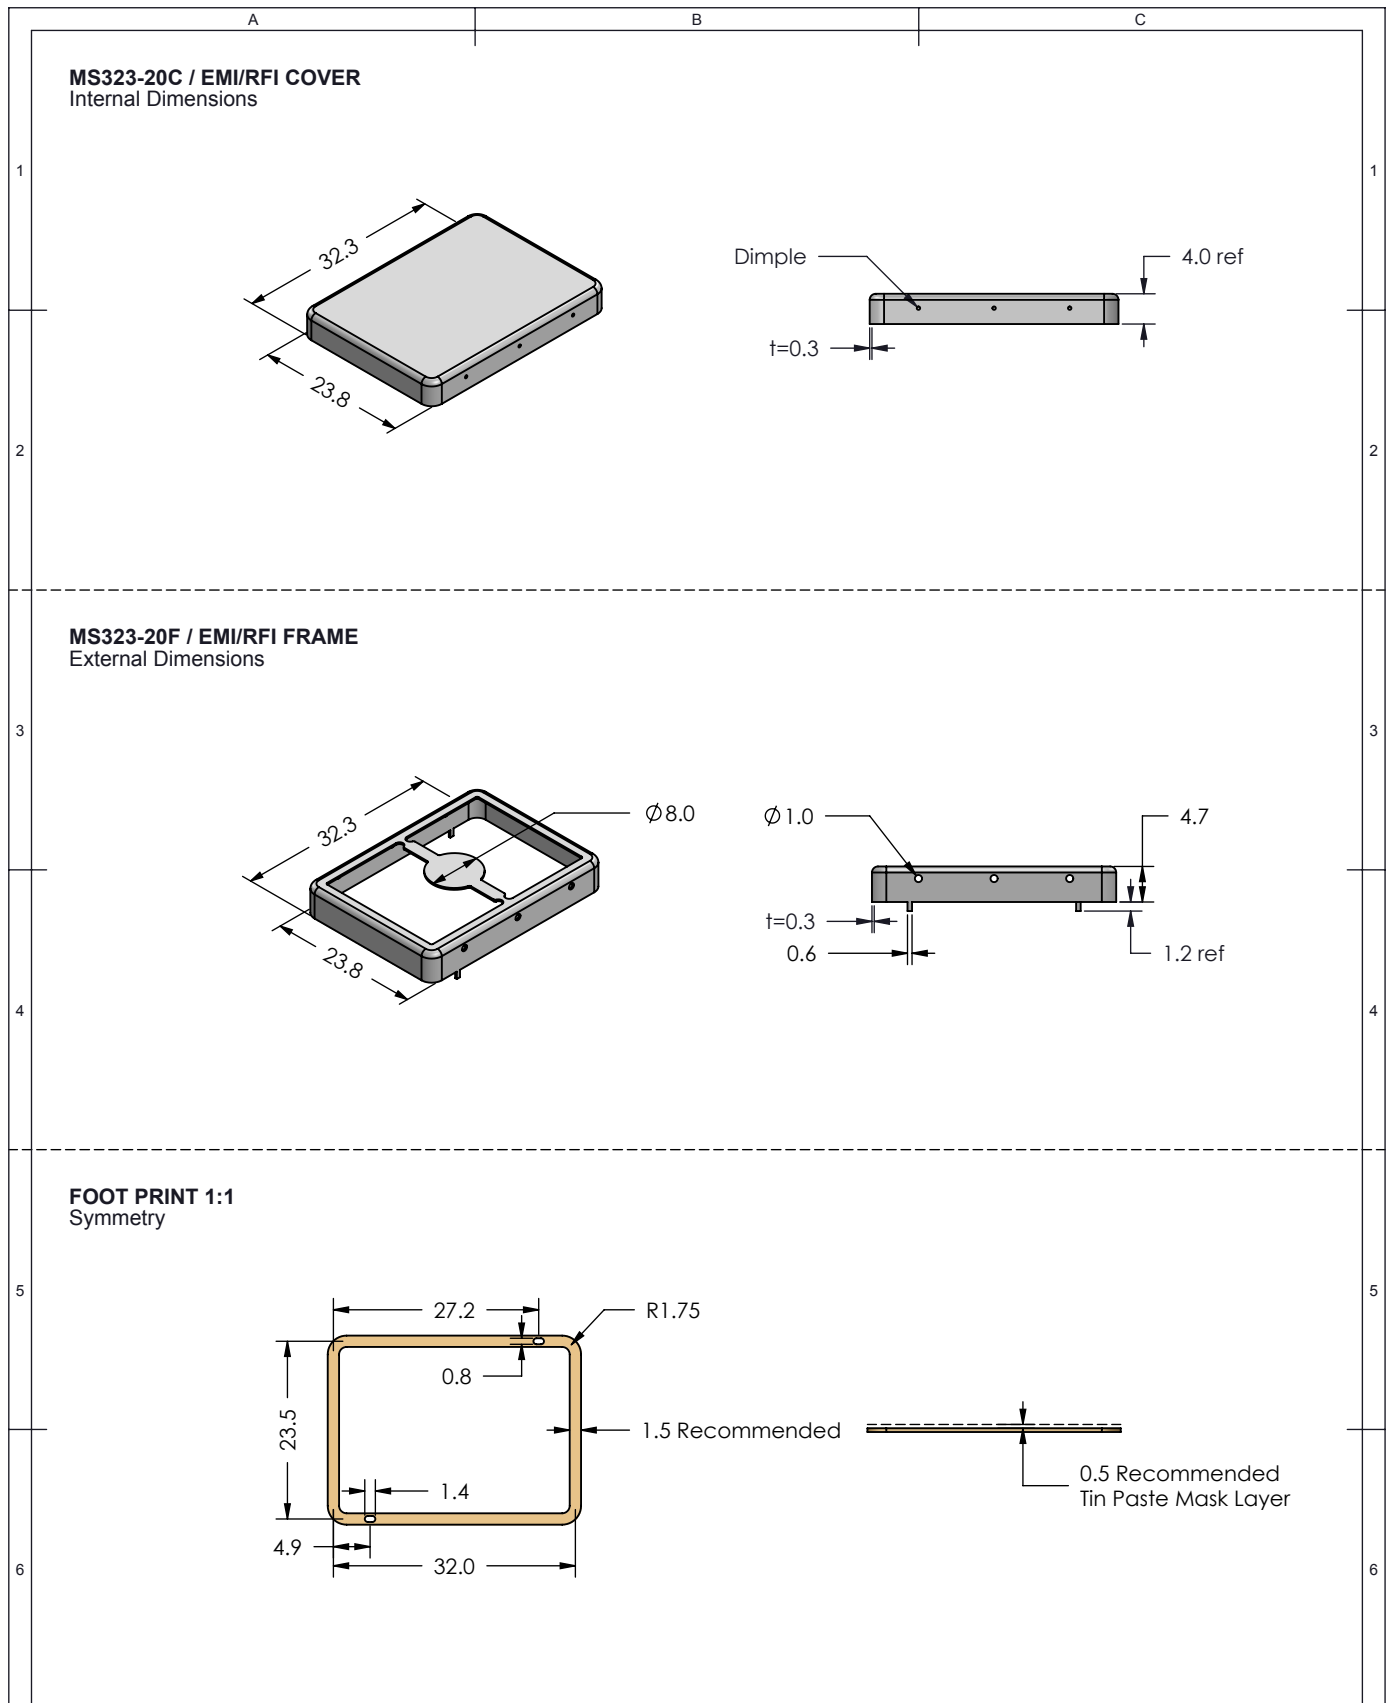 A B C
MS323-20C / EMI/RFI COVER
Internal Dimensions
1 1
32.3
23.8
Dimple
4.0 ref
t=0.3
2 2
MS323-20F / EMI/RFI FRAME
External Dimensions
3 3
32.3
Ø8.0
23.8
Ø1.0
4.7
t=0.3
0.6
1.2 ref
4 4
FOOT PRINT 1:1
Symmetry
5 5
27.2
R1.75
0.8
23.5
1.5 Recommended
1.4
4.9
32.0
0.5 Recommended
Tin Paste Mask Layer
6 6